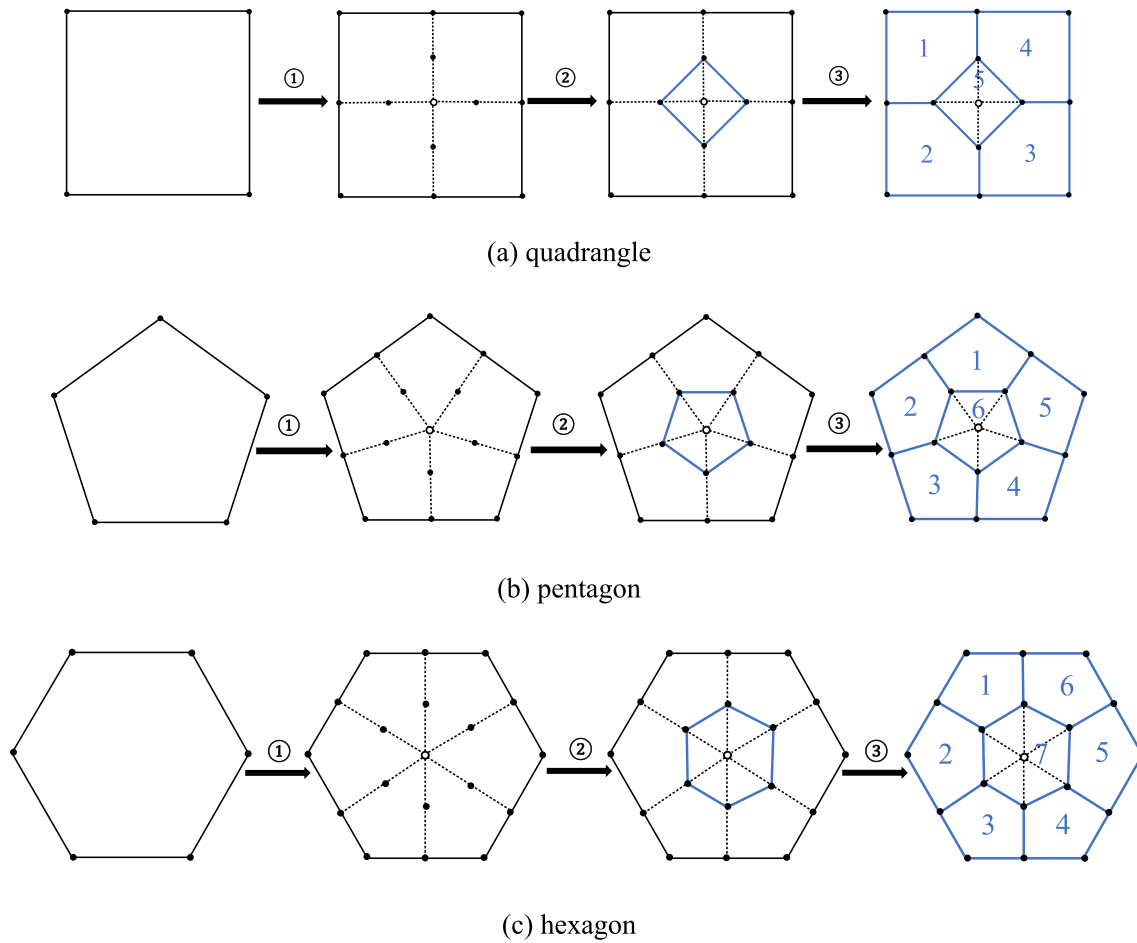 ① ② ③
1 4
5
2 3
(a) quadrangle
① ② ③
1
2 6 5
3 4
(b) pentagon
① ② ③
1 6
2 7 5
3 4
(c) hexagon